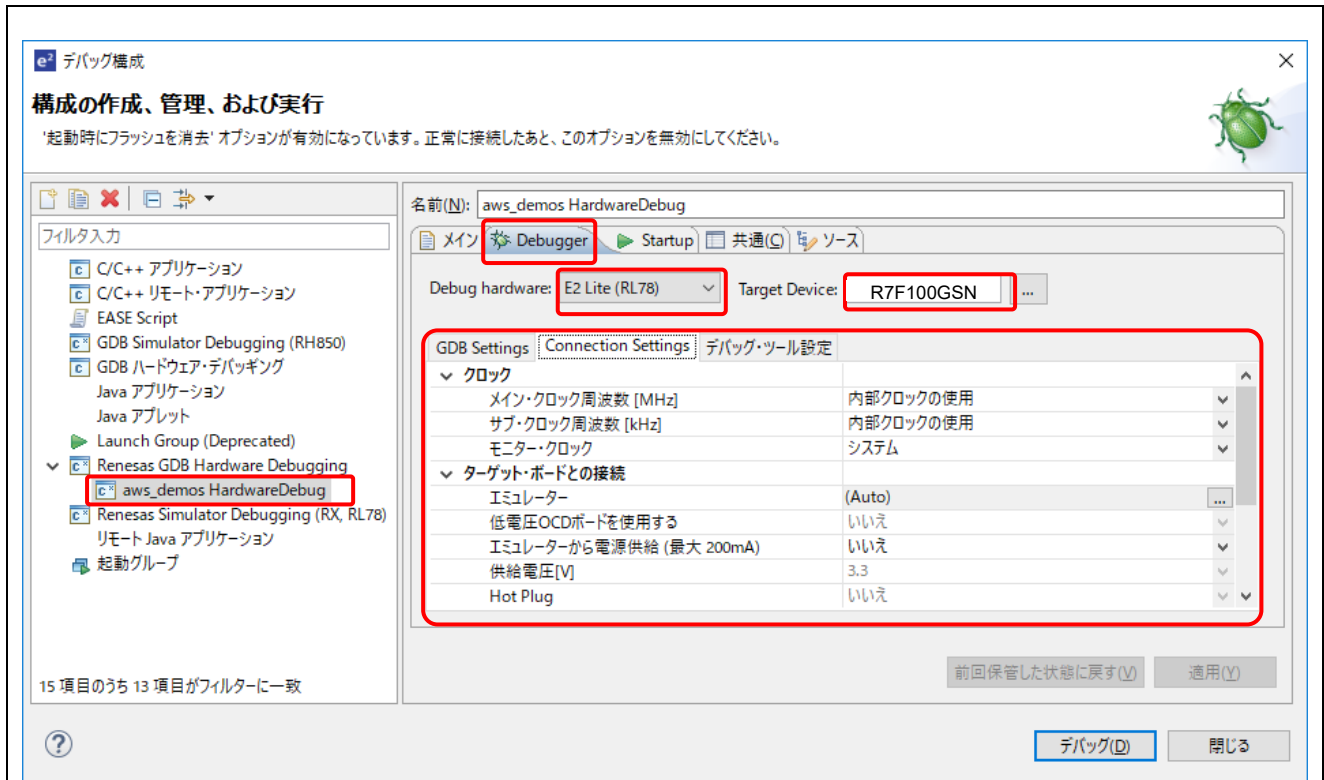 e² デバッグ構成
構成の作成、管理、および実行
'起動時にフラッシュを消去' オプションが有効になっています。正常に接続したあと、このオプションを無効にしてください。
名前(N): aws_demos HardwareDebug
フィルタ入力
C/C++ アプリケーション
C/C++ リモート・アプリケーション
EASE Script
GDB Simulator Debugging (RH850)
GDB ハードウェア・デバッギング
Java アプリケーション
Java アプレット
Launch Group (Deprecated)
Renesas GDB Hardware Debugging
aws_demos HardwareDebug
Renesas Simulator Debugging (RX, RL78)
リモート Java アプリケーション
起動グループ
15 項目のうち 13 項目がフィルターに一致
メイン Debugger Startup 共通(C) ソース
Debug hardware: E2 Lite (RL78) Target Device: R7F100GSN ...
GDB Settings Connection Settings デバッグ・ツール設定
クロック
メイン・クロック周波数 [MHz] 内部クロックの使用
サブ・クロック周波数 [kHz] 内部クロックの使用
モニター・クロック システム
ターゲット・ボードとの接続
エミュレーター (Auto) ...
低電圧OCDボードを使用する いいえ
エミュレーターから電源供給 (最大 200mA) いいえ
供給電圧[V] 3.3
Hot Plug いいえ
前回保管した状態に戻す(V) 適用(Y)
? デバッグ(D) 閉じる